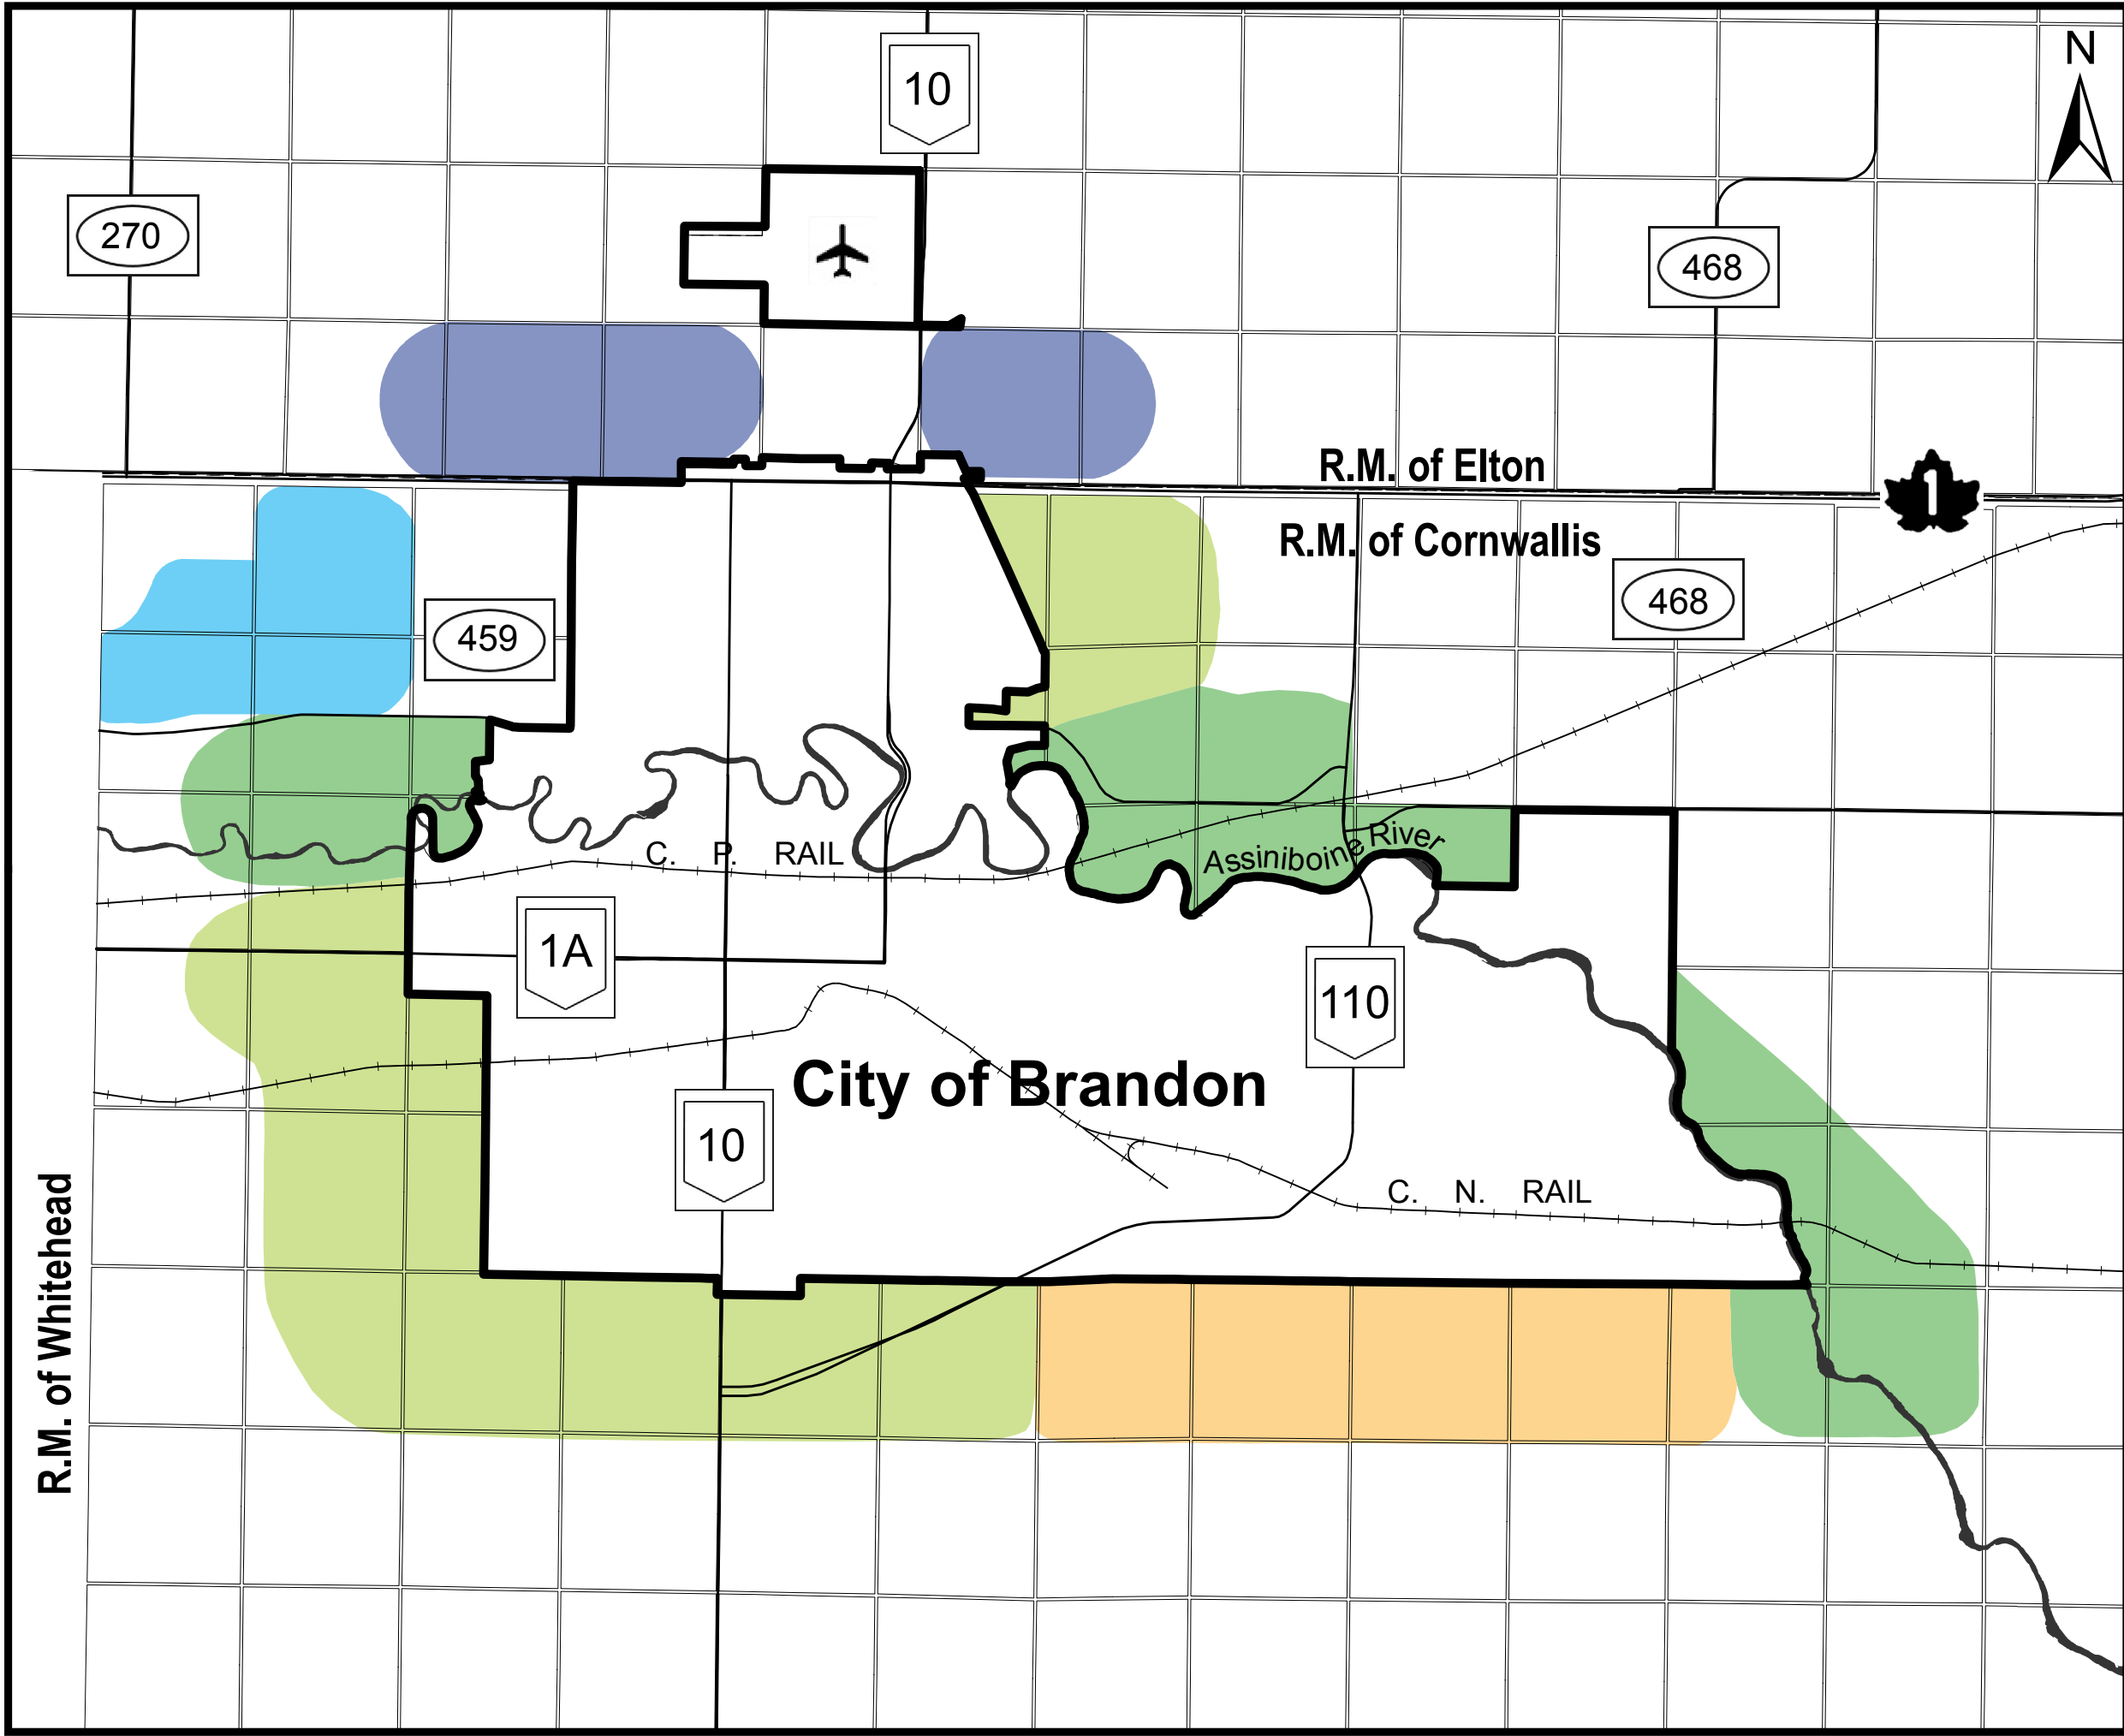 N
10
270
468
R.M. of Elton
1
R.M. of Cornwallis
468
459
C. P. RAIL
Assiniboine River
1A
110
City of Brandon
10
C. N. RAIL
R.M. of Whitehead